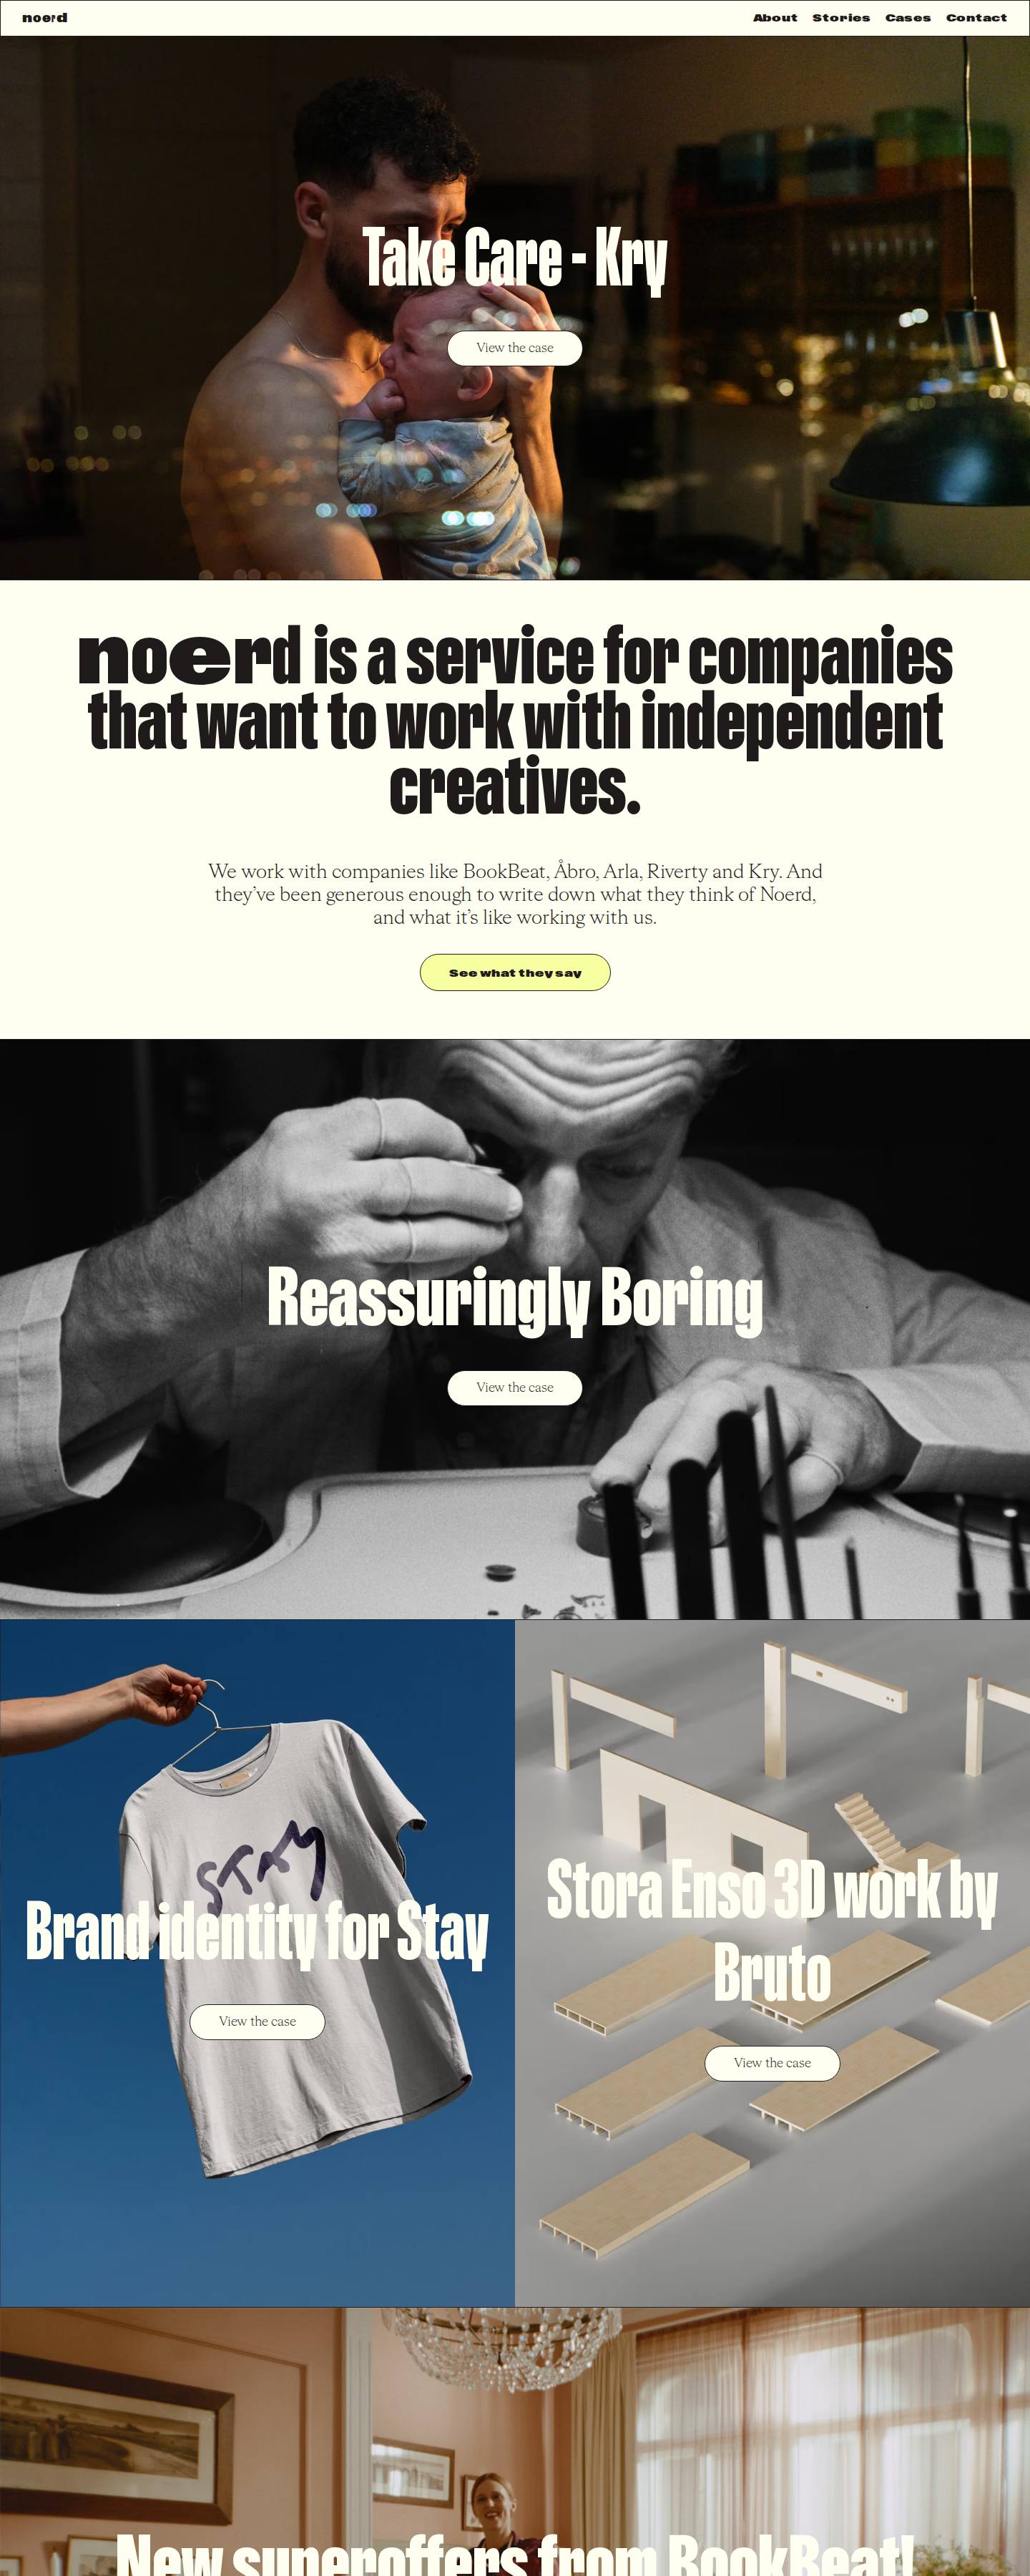 noerd
About Stories Cases Contact
Take Care - Kry
View the case
noerd is a service for companies
that want to work with independent
creatives.
We work with companies like BookBeat, Åbro, Arla, Riverty and Kry. And
they’ve been generous enough to write down what they think of Noerd,
and what it’s like working with us.
See what they say
Reassuringly Boring
View the case
STAY
Brand identity for Stay
View the case
Stora Enso 3D work by
Bruto
View the case
New superoffers from BookBeat!